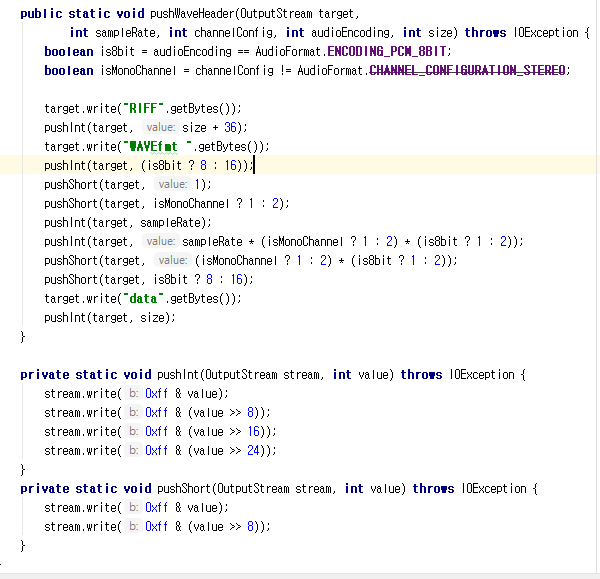 public static void pushWaveHeader(OutputStream target,
int sampleRate, int channelConfig, int audioEncoding, int size) throws IOException {
boolean is8bit = audioEncoding == AudioFormat.ENCODING_PCM_8BIT;
boolean isMonoChannel = channelConfig != AudioFormat.CHANNEL_CONFIGURATION_STEREO;
target.write("RIFF".getBytes());
pushInt(target, value: size + 36);
target.write("WAVEfmt ".getBytes());
pushInt(target, (is8bit ? 8 : 16));
pushShort(target, value: 1);
pushShort(target, isMonoChannel ? 1 : 2);
pushInt(target, sampleRate);
pushInt(target, value: sampleRate * (isMonoChannel ? 1 : 2) * (is8bit ? 1 : 2));
pushShort(target, value: (isMonoChannel ? 1 : 2) * (is8bit ? 1 : 2));
pushShort(target, is8bit ? 8 : 16);
target.write("data".getBytes());
pushInt(target, size);
}
private static void pushInt(OutputStream stream, int value) throws IOException {
stream.write( b: 0xff & value);
stream.write( b: 0xff & (value >> 8));
stream.write( b: 0xff & (value >> 16));
stream.write( b: 0xff & (value >> 24));
}
private static void pushShort(OutputStream stream, int value) throws IOException {
stream.write( b: 0xff & value);
stream.write( b: 0xff & (value >> 8));
}